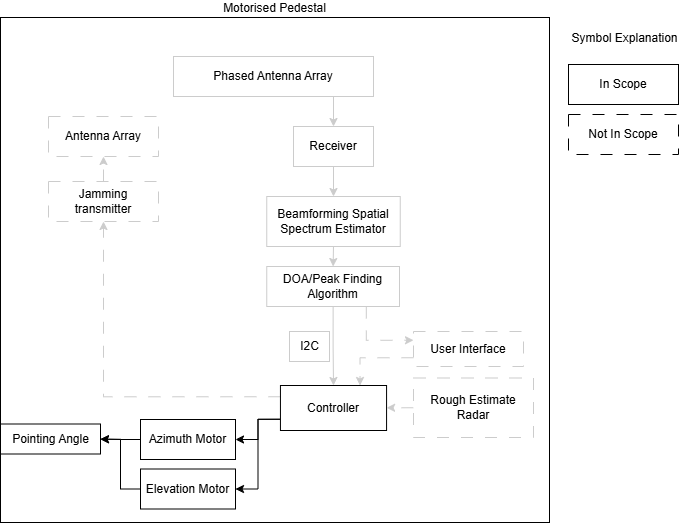 Motorised Pedestal
Symbol Explanation
In Scope
Not In Scope
Phased Antenna Array
Antenna Array
Receiver
Jamming
transmitter
Beamforming Spatial
Spectrum Estimator
DOA/Peak Finding
Algorithm
I2C
User Interface
Controller
Rough Estimate
Radar
Pointing Angle
Azimuth Motor
Elevation Motor